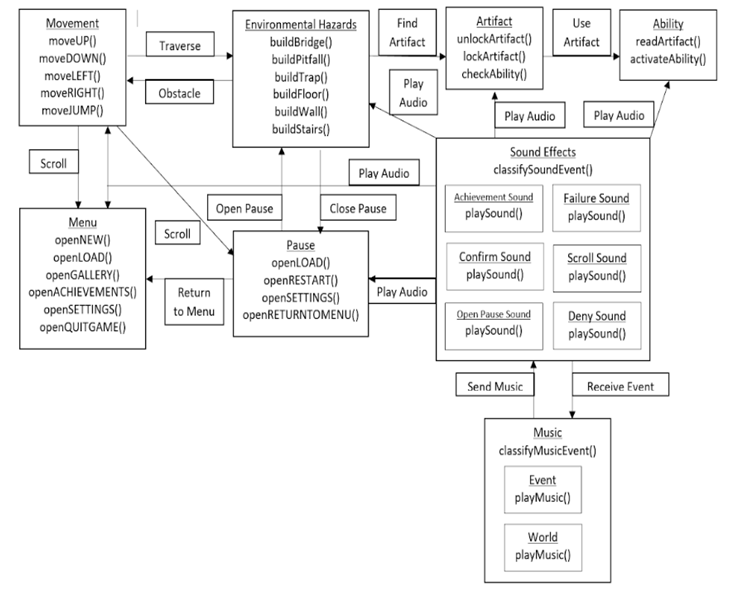 Movement
moveUP()
moveDOWN()
moveLEFT()
moveRIGHT()
moveJUMP()
Traverse
Obstacle
Environmental Hazards
buildBridge()
buildPitfall()
buildTrap()
buildFloor()
buildWall()
buildStairs()
Find
Artifact
Artifact
unlockArtifact()
lockArtifact()
checkAbility()
Use
Artifact
Ability
readArtifact()
activateAbility()
Play
Audio
Play Audio
Play Audio
Scroll
Play Audio
Open Pause
Close Pause
Scroll
Menu
openNEW()
openLOAD()
openGALLERY()
openACHIEVEMENTS()
openSETTINGS()
openQUITGAME()
Return
to Menu
Pause
openLOAD()
openRESTART()
openSETTINGS()
openRETURNTOMENU()
Play Audio
Sound Effects
classifySoundEvent()
Achievement Sound
playSound()
Failure Sound
playSound()
Confirm Sound
playSound()
Scroll Sound
playSound()
Open Pause Sound
playSound()
Deny Sound
playSound()
Send Music
Receive Event
Music
classifyMusicEvent()
Event
playMusic()
World
playMusic()